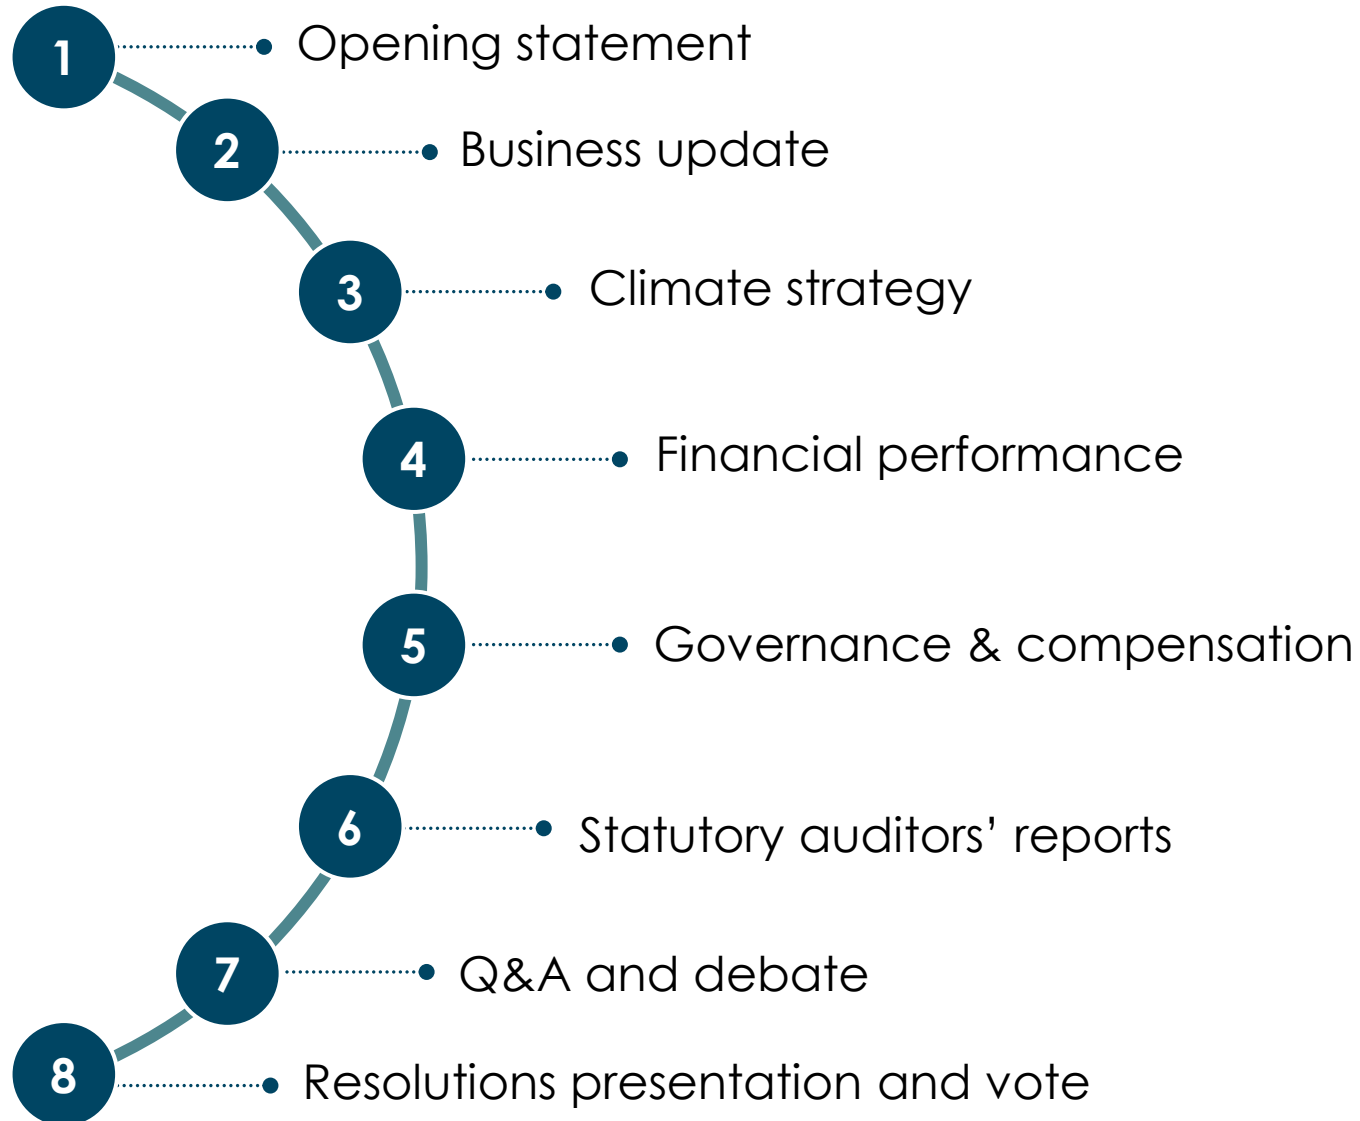 1 Opening statement
2 Business update
3 Climate strategy
4 Financial performance
5 Governance & compensation
6 Statutory auditors’ reports
7 Q&A and debate
8 Resolutions presentation and vote